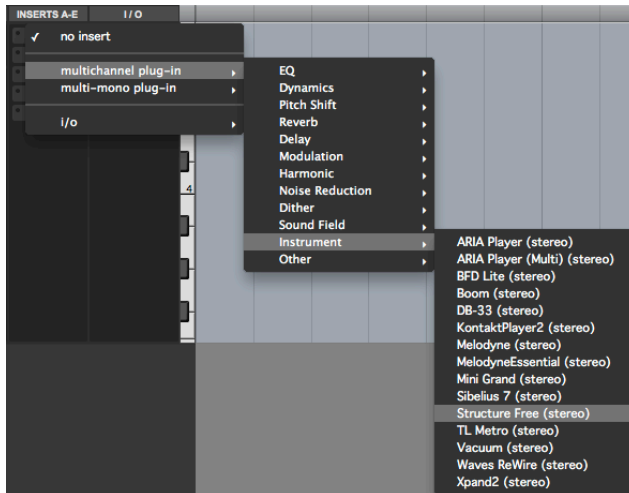 INSERTS A-E
I / O
✓ no insert
multichannel plug-in
multi-mono plug-in
i/o
EQ
Dynamics
Pitch Shift
Reverb
Delay
Modulation
Harmonic
Noise Reduction
Dither
Sound Field
Instrument
Other
4
ARIA Player (stereo)
ARIA Player (Multi) (stereo)
BFD Lite (stereo)
Boom (stereo)
DB-33 (stereo)
KontaktPlayer2 (stereo)
Melodyne (stereo)
MelodyneEssential (stereo)
Mini Grand (stereo)
Sibelius 7 (stereo)
Structure Free (stereo)
TL Metro (stereo)
Vacuum (stereo)
Waves ReWire (stereo)
Xpand2 (stereo)